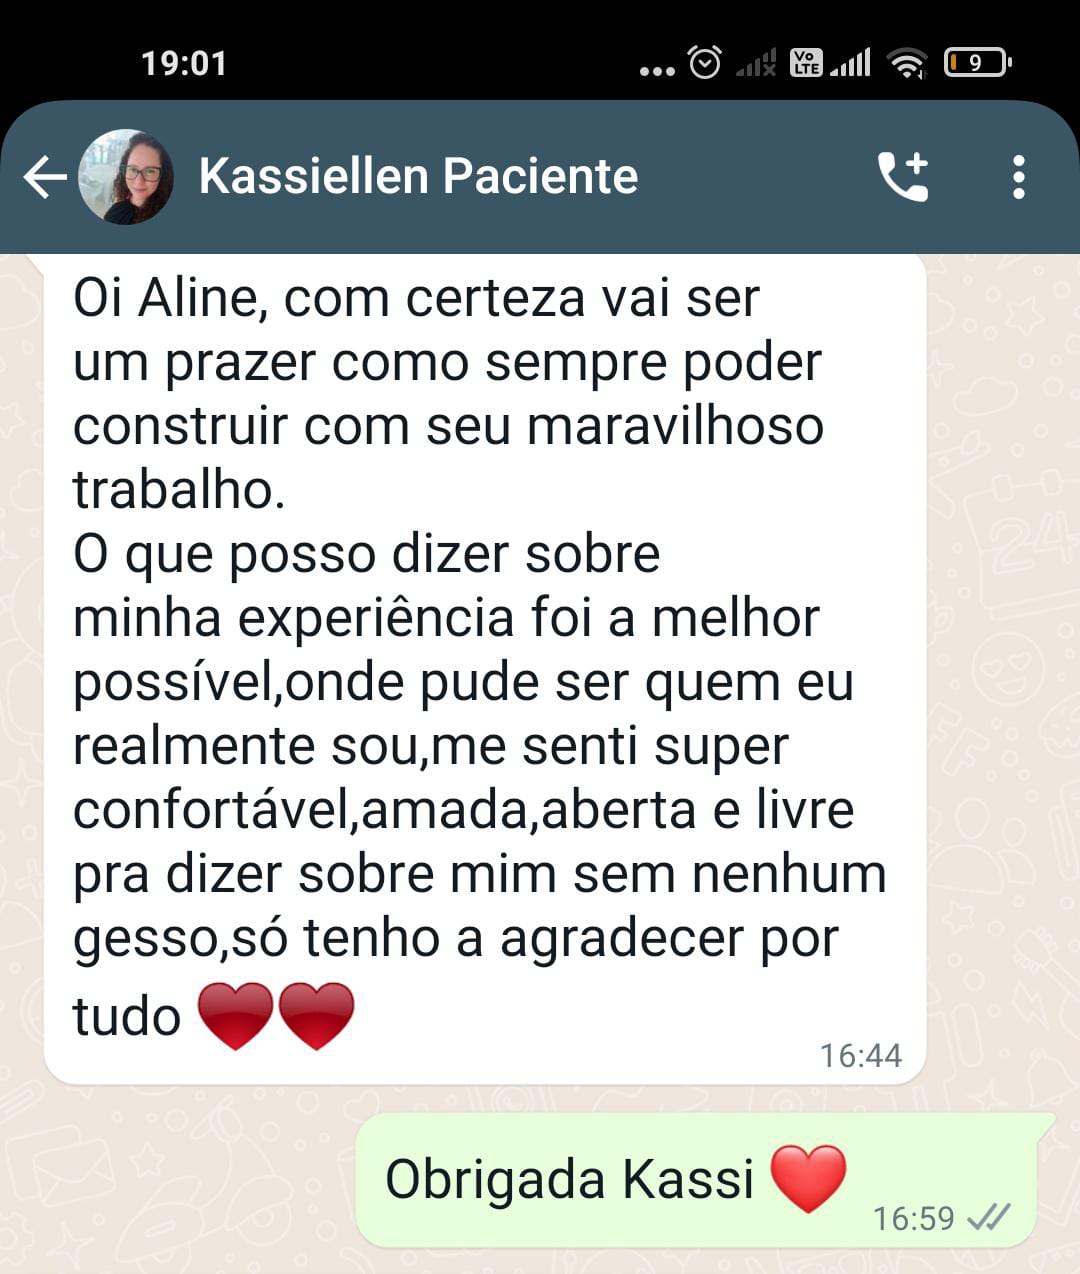 19:01
Vo
LTE
9
Kassiellen Paciente
Oi Aline, com certeza vai ser
um prazer como sempre poder
construir com seu maravilhoso
trabalho.
O que posso dizer sobre
minha experiência foi a melhor
possível,onde pude ser quem eu
realmente sou,me senti super
confortável,amada,aberta e livre
pra dizer sobre mim sem nenhum
gesso,só tenho a agradecer por
tudo ❤️❤️
16:44
Obrigada Kassi ❤️
16:59
24